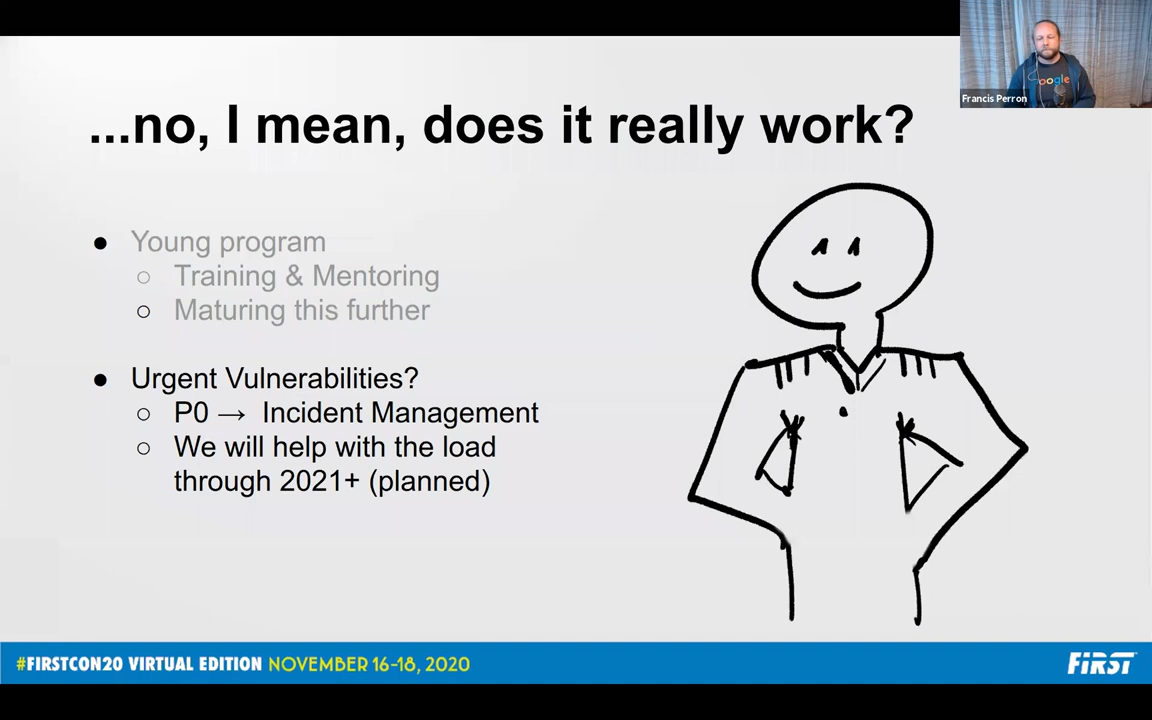 ...no, I mean, does it really work?
Google
Francis Perron
● Young program
○ Training & Mentoring
○ Maturing this further
● Urgent Vulnerabilities?
○ P0 → Incident Management
○ We will help with the load
through 2021+ (planned)
#FIRSTCON20 VIRTUAL EDITION NOVEMBER 16-18, 2020
FIRST